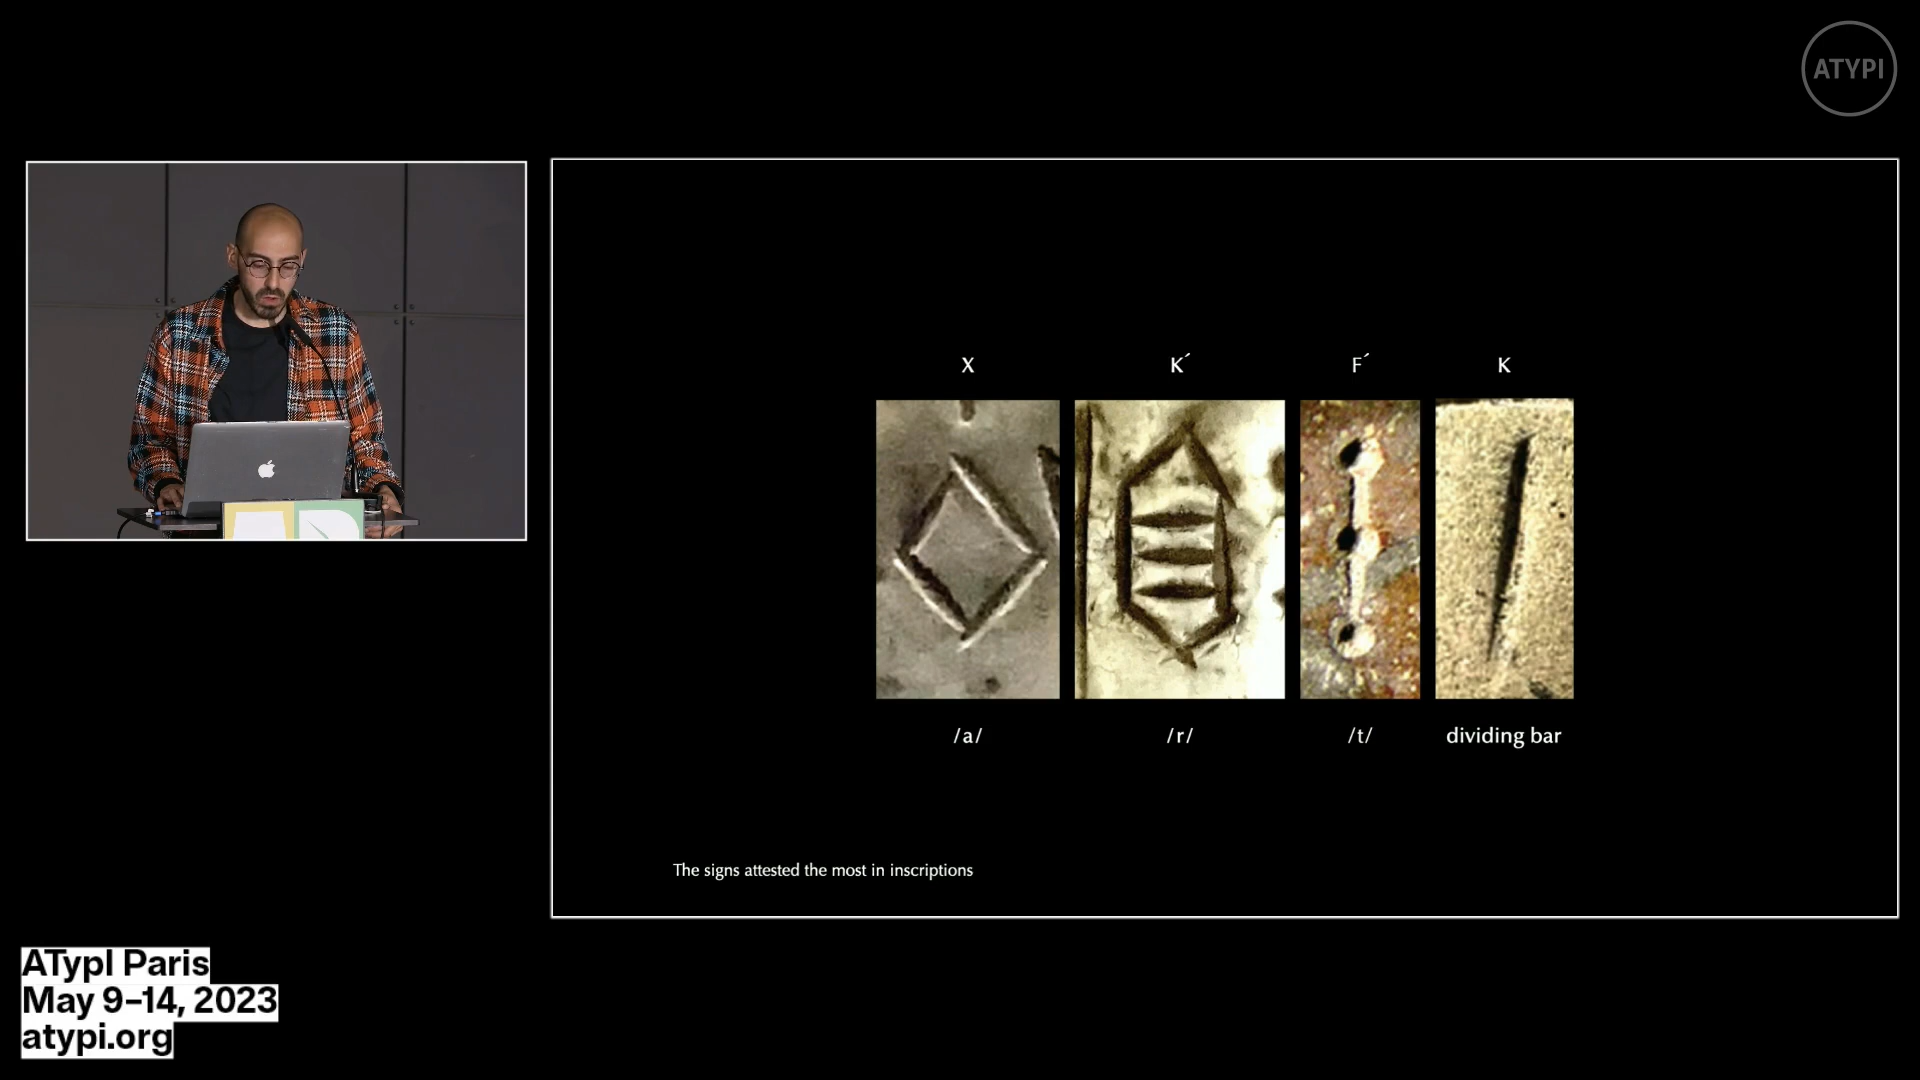 ATYPI
X K´ F´ K
/a/ /r/ /t/ dividing bar
The signs attested the most in inscriptions
ATypI Paris
May 9–14, 2023
atypi.org